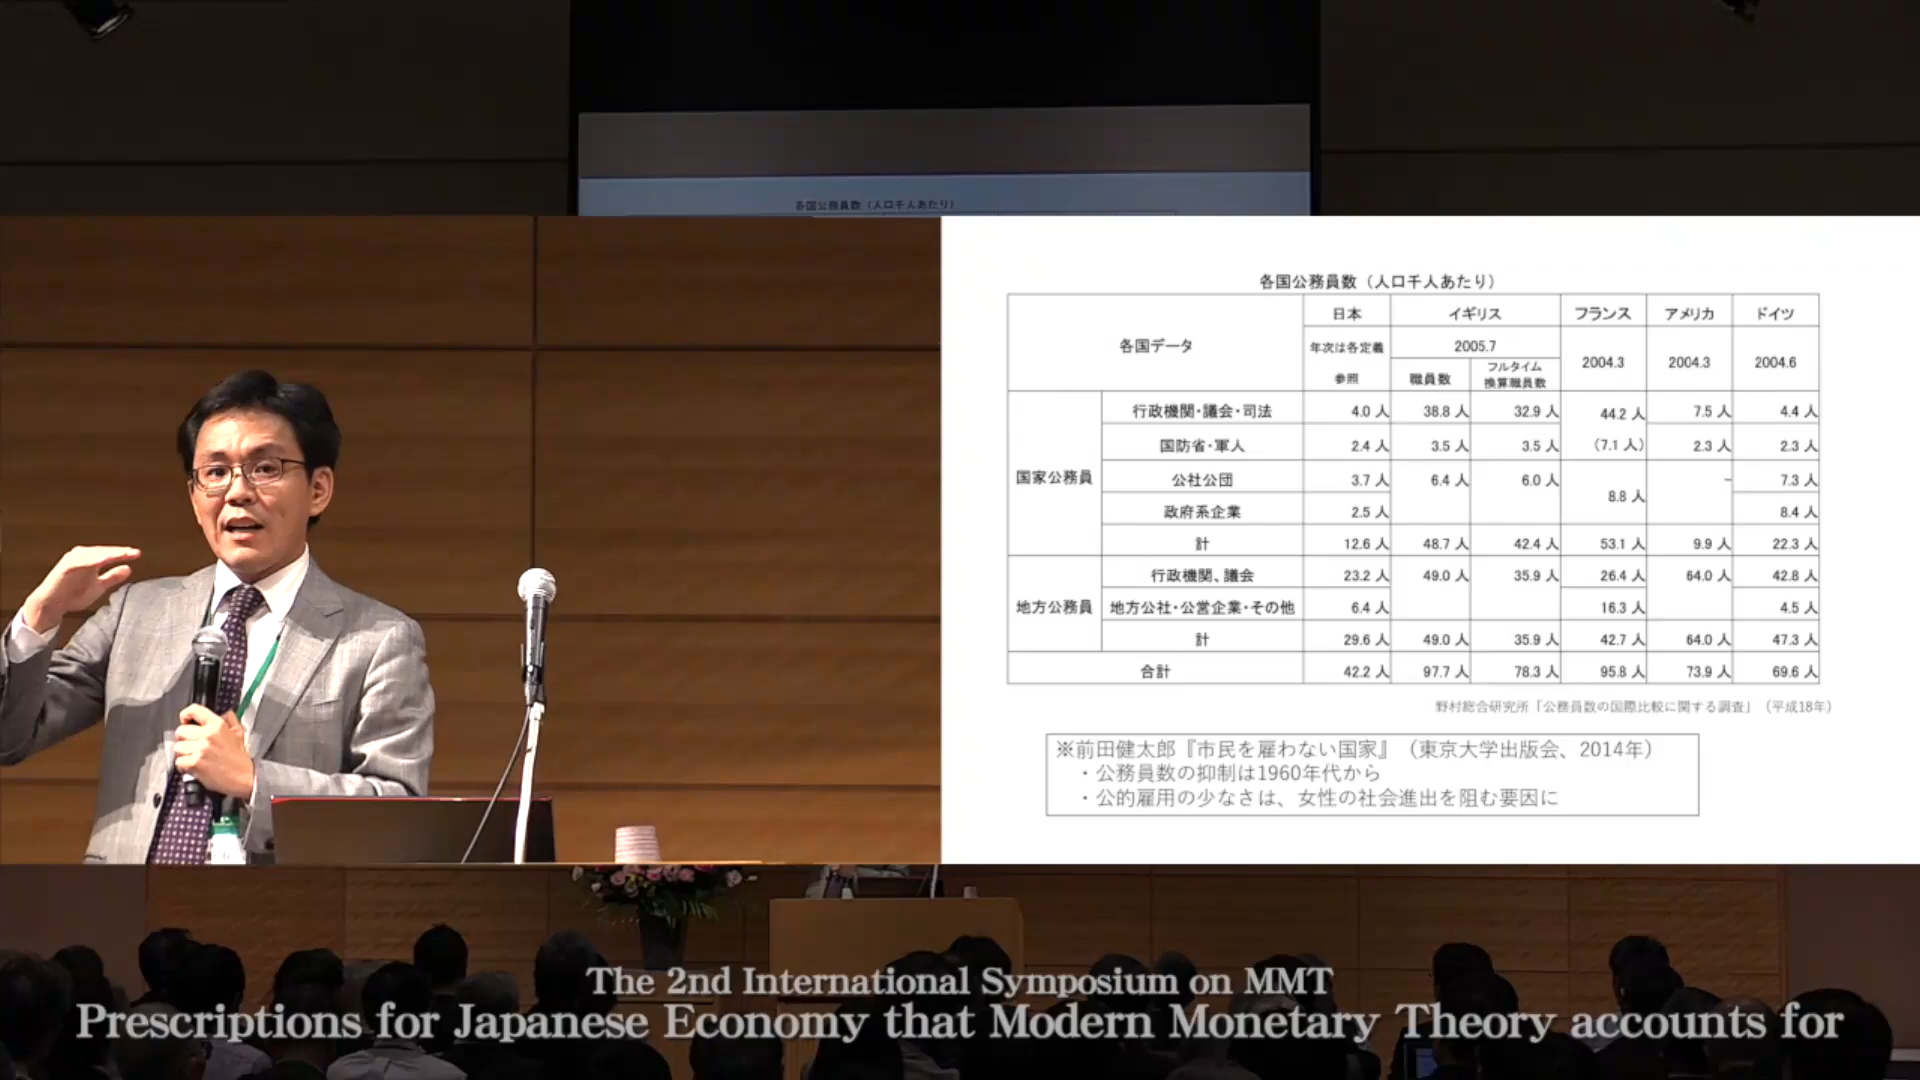 各国公務員数（人口千人あたり）
各国公務員数（人口千人あたり）
各国データ 日本 イギリス フランス アメリカ ドイツ
年次は各定義参照 2005.7 2004.3 2004.3 2004.6
職員数 フルタイム換算職員数
国家公務員 行政機関・議会・司法 4.0 人 38.8 人 32.9 人 44.2 人 7.5 人 4.4 人
国防省・軍人 2.4 人 3.5 人 3.5 人 (7.1 人) 2.3 人 2.3 人
公社公団 3.7 人 6.4 人 6.0 人 8.8 人 − 7.3 人
政府系企業 2.5 人 8.4 人
計 12.6 人 48.7 人 42.4 人 53.1 人 9.9 人 22.3 人
地方公務員 行政機関、議会 23.2 人 49.0 人 35.9 人 26.4 人 64.0 人 42.8 人
地方公社・公営企業・その他 6.4 人 16.3 人 4.5 人
計 29.6 人 49.0 人 35.9 人 42.7 人 64.0 人 47.3 人
合計 42.2 人 97.7 人 78.3 人 95.8 人 73.9 人 69.6 人
野村総合研究所「公務員数の国際比較に関する調査」（平成18年）
※前田健太郎『市民を雇わない国家』（東京大学出版会、2014年）
・公務員数の抑制は1960年代から
・公的雇用の少なさは、女性の社会進出を阻む要因に
The 2nd International Symposium on MMT
Prescriptions for Japanese Economy that Modern Monetary Theory accounts for